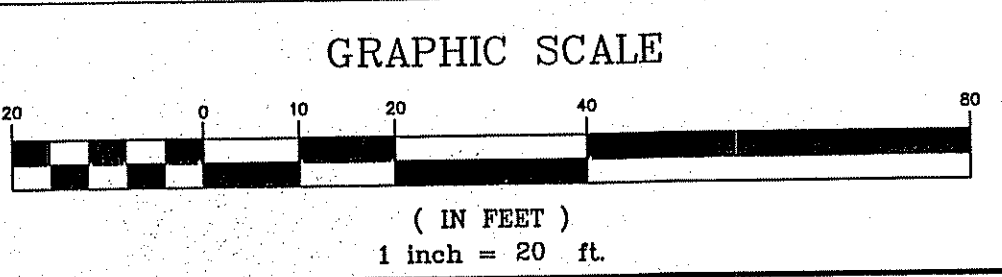 GRAPHIC SCALE
20 0 10 20 40 80
( IN FEET )
1 inch = 20 ft.